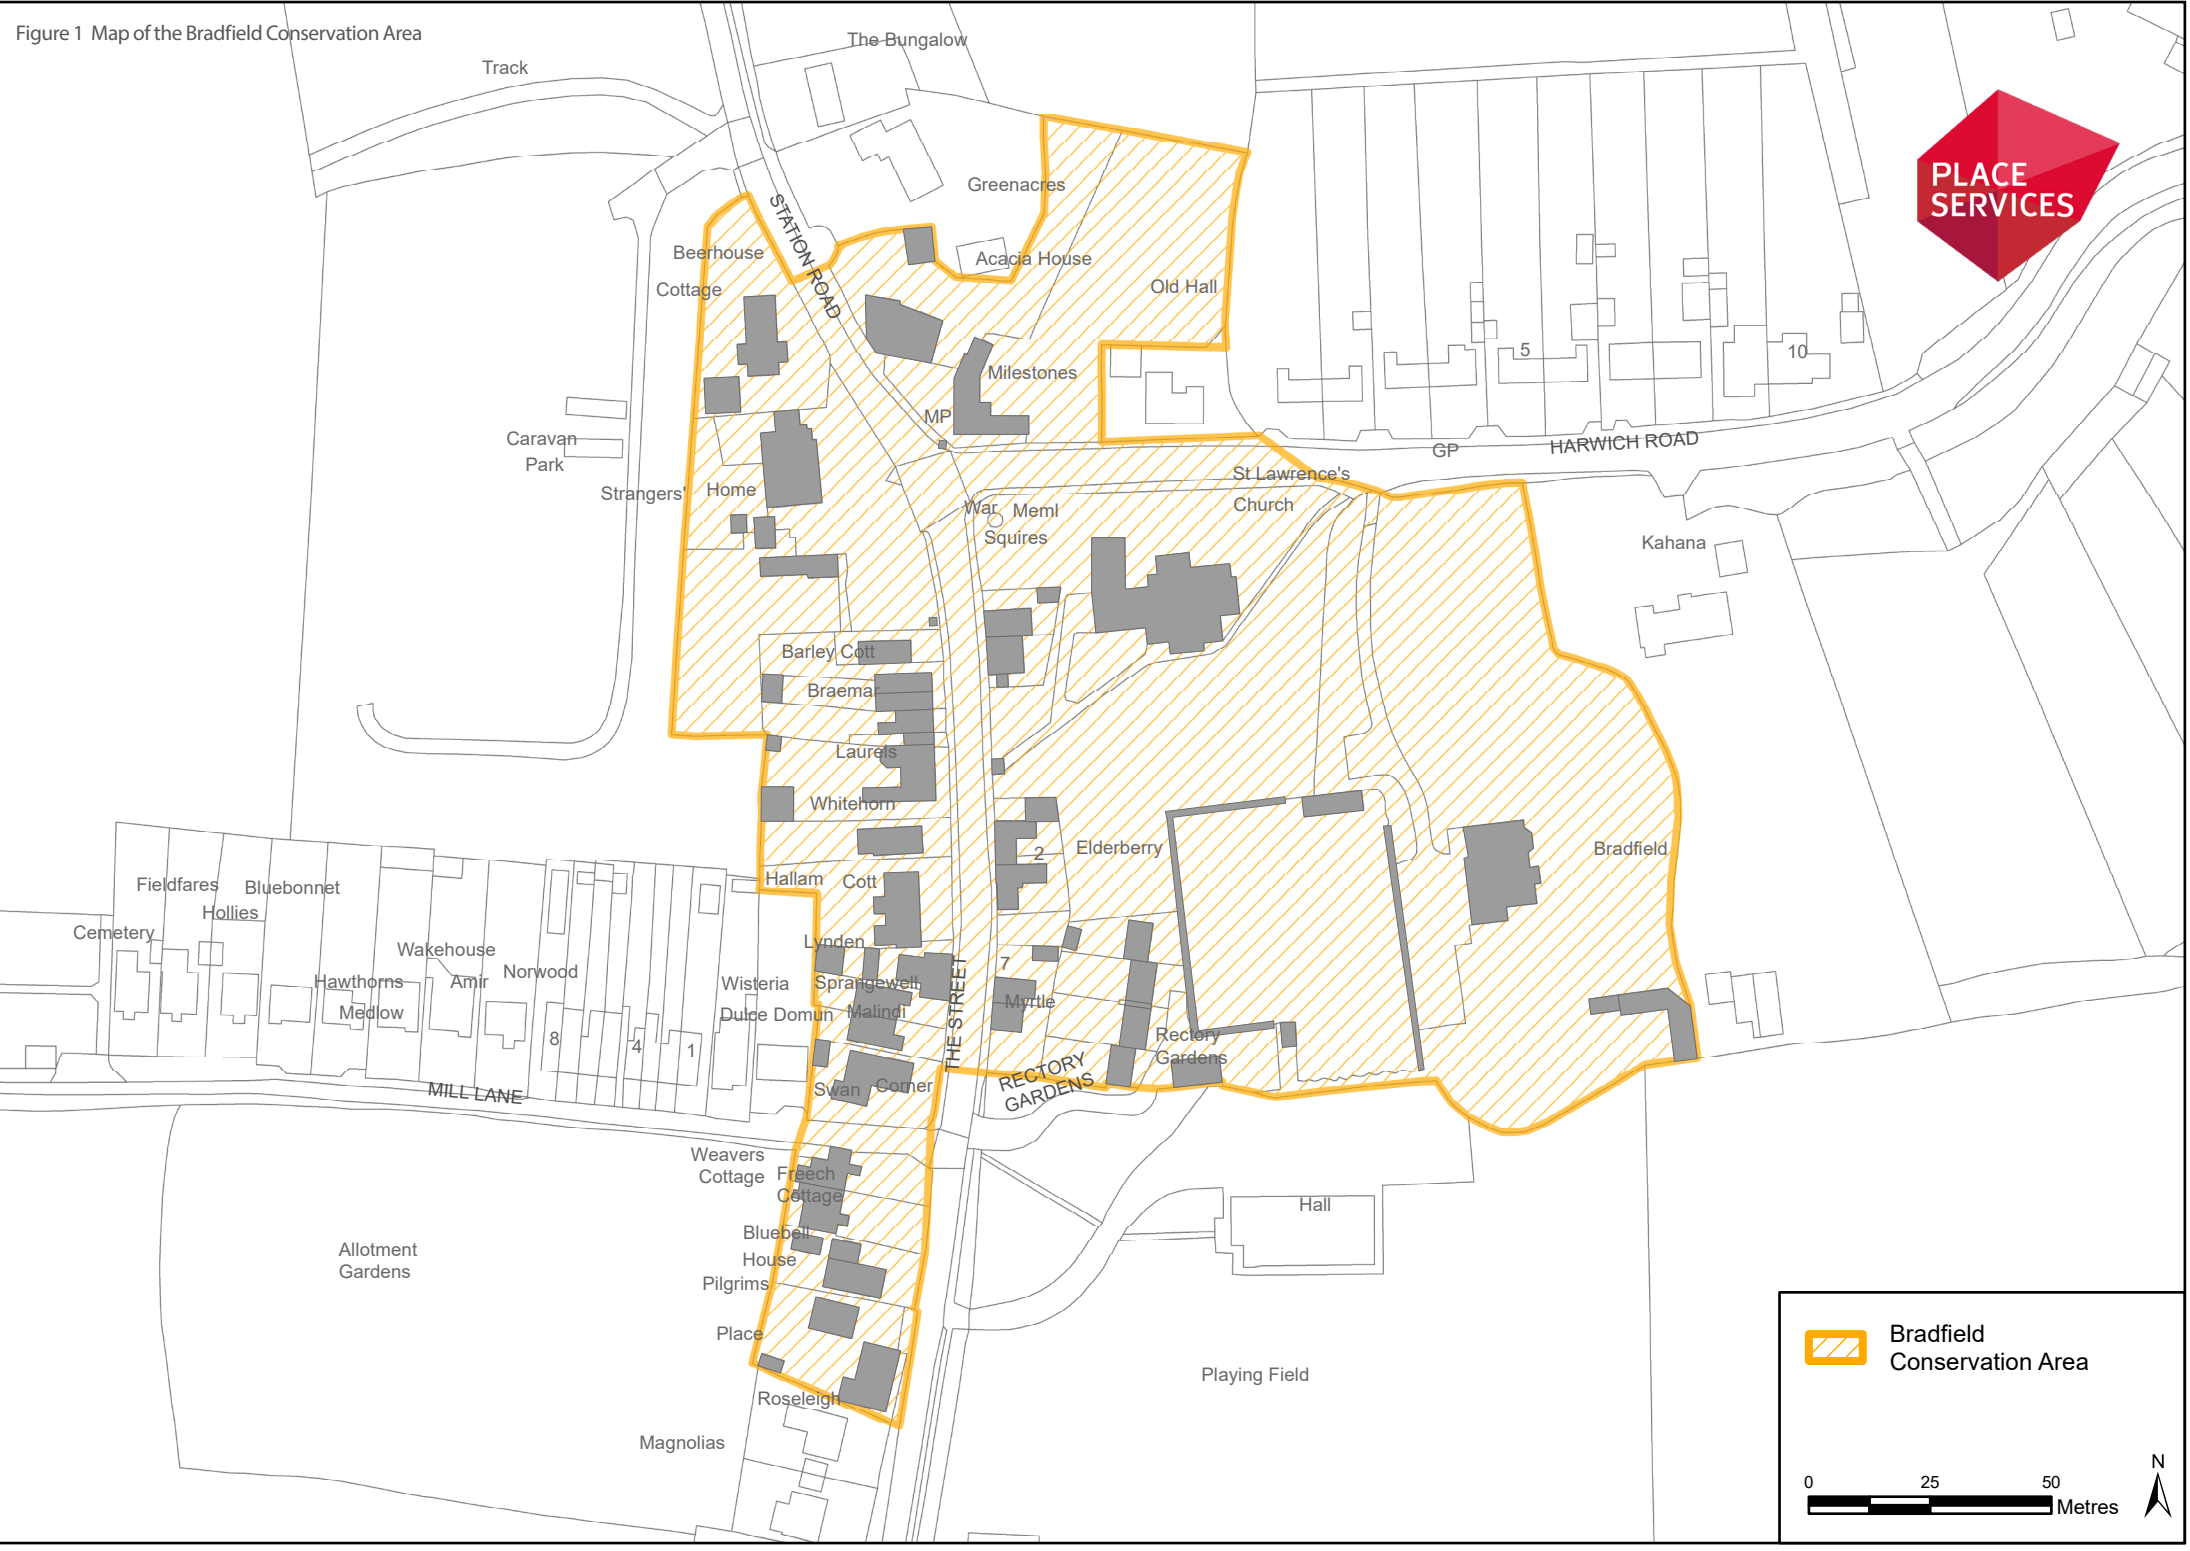 Figure 1 Map of the Bradfield Conservation Area
The Bungalow
Track
PLACE
SERVICES
Greenacres
STATION ROAD
Beerhouse
Cottage
Acacia House
Old Hall
5
10
Milestones
MP
Caravan
Park
GP
HARWICH ROAD
St Lawrence's
Church
Strangers'
Home
War Meml
Squires
Kahana
Barley Cott
Braemar
Laurels
Whitehorn
2
Elderberry
Bradfield
Hallam Cott
Fieldfares
Bluebonnet
Hollies
Cemetery
Lynden
Wakehouse
Amir
Norwood
Hawthorns
Medlow
Wisteria
Sprangewell
7
Myrtle
Dulce Domun
Malindi
THE STREET
8
4
1
Rectory
Gardens
RECTORY
GARDENS
MILL LANE
Swan Corner
Weavers
Cottage
Freech
Cottage
Bluebell
House
Pilgrims
Place
Hall
Allotment
Gardens
Playing Field
Roseleigh
Magnolias
Bradfield
Conservation Area
N
0 25 50
Metres